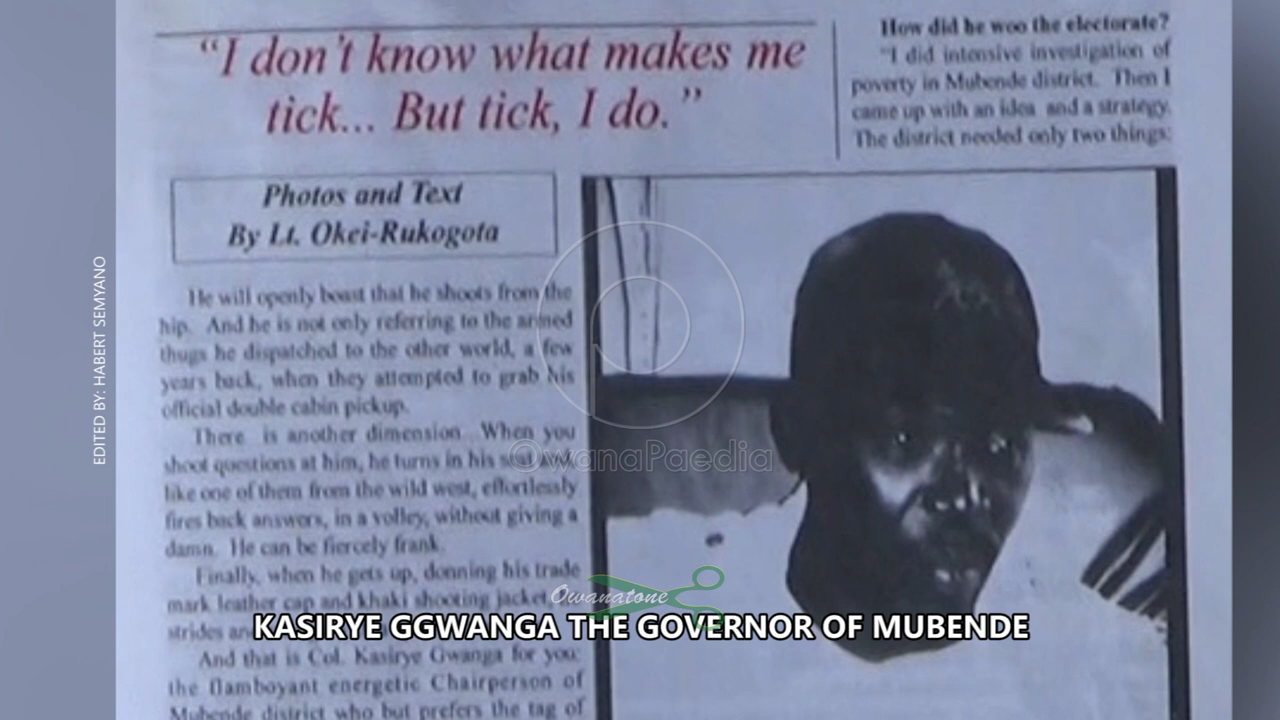 "I don't know what makes me
tick... But tick, I do."
Photos and Text
By Lt. Okei-Rukogota
He will openly boast that he shoots from the
hip. And he is not only referring to the armed
thugs he dispatched to the other world, a few
years back, when they attempted to grab his
official double cabin pickup.
There is another dimension. When you
shoot questions at him, he turns in his seat and,
like one of them from the wild west, effortlessly
fires back answers, in a volley, without giving a
damn. He can be fiercely frank.
Finally, when he gets up, donning his trade
mark leather cap and khaki shooting jacket,
strides
And that is Col. Kasirye Gwanga for you:
the flamboyant energetic Chairperson of
Mubende district who but prefers the tag of
How did he woo the electorate?
"I did intensive investigation of
poverty in Mubende district. Then I
came up with an idea and a strategy.
The district needed only two things:
EDITED BY: HABERT SEMYANO
OwanaPaedia
Owanatone
KASIRYE GGWANGA THE GOVERNOR OF MUBENDE